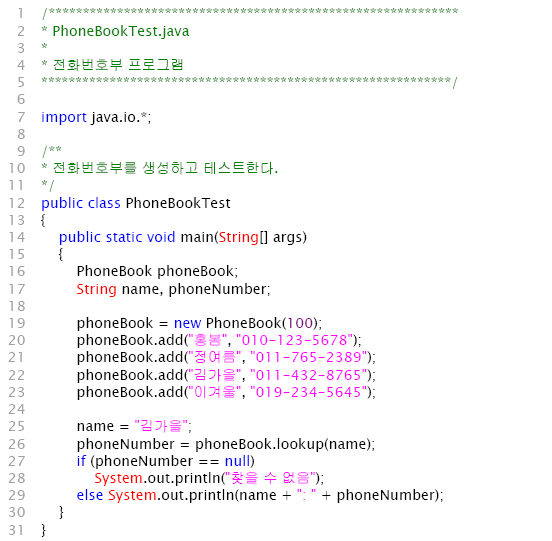 1 /************************************************************
2 * PhoneBookTest.java
3 *
4 * 전화번호부 프로그램
5 ************************************************************/
6
7 import java.io.*;
8
9 /**
10 * 전화번호부를 생성하고 테스트한다.
11 */
12 public class PhoneBookTest
13 {
14 public static void main(String[] args)
15 {
16 PhoneBook phoneBook;
17 String name, phoneNumber;
18
19 phoneBook = new PhoneBook(100);
20 phoneBook.add("홍봄", "010-123-5678");
21 phoneBook.add("정여름", "011-765-2389");
22 phoneBook.add("김가을", "011-432-8765");
23 phoneBook.add("이겨울", "019-234-5645");
24
25 name = "김가을";
26 phoneNumber = phoneBook.lookup(name);
27 if (phoneNumber == null)
28 System.out.println("찾을 수 없음");
29 else System.out.println(name + ": " + phoneNumber);
30 }
31 }